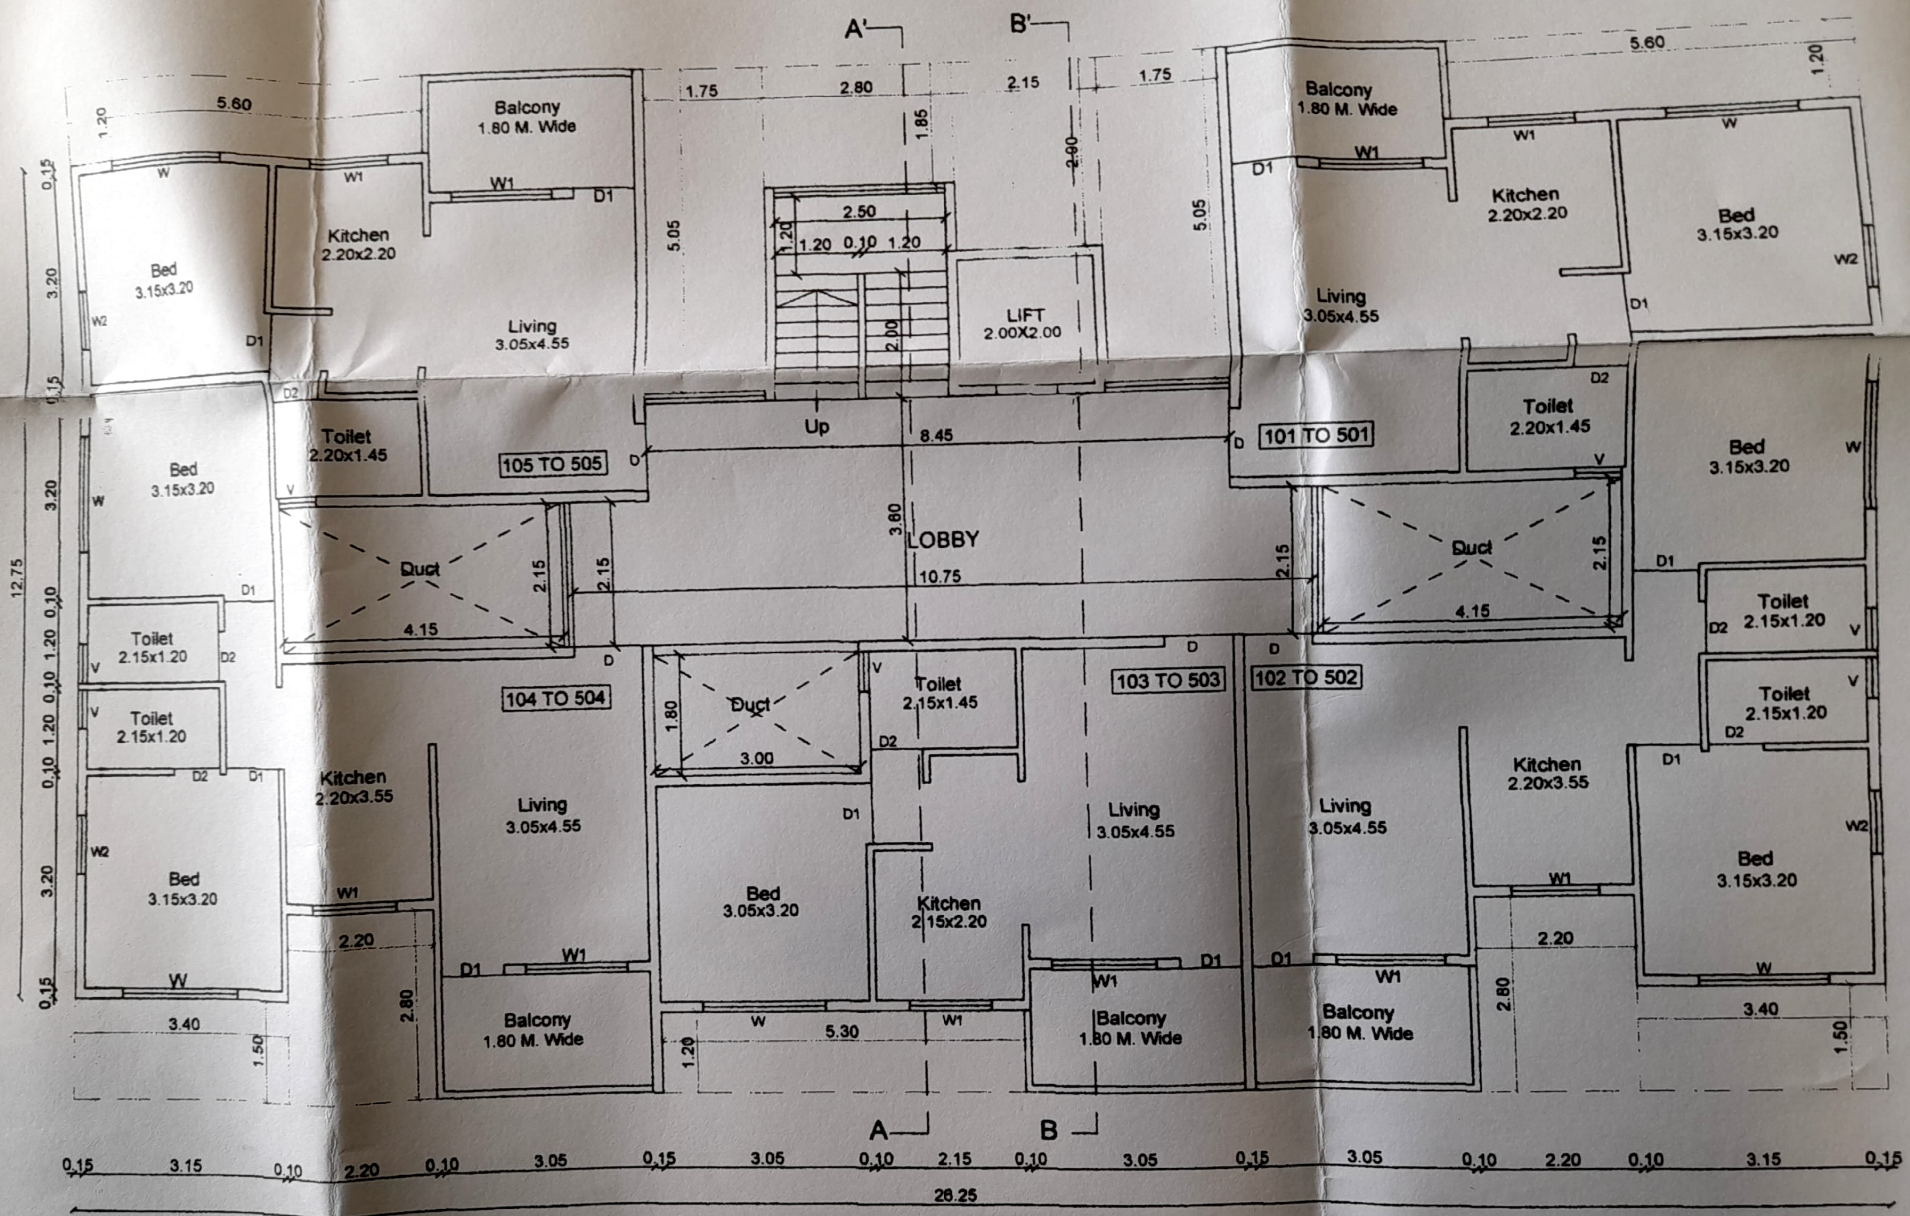 A'
B'
5.60
1.20
1.75
2.80
2.15
1.75
5.60
1.20
Balcony
1.80 M. Wide
Balcony
1.80 M. Wide
1.85
2.90
0.15
W
W1
W1
D1
D1
W1
W1
W
Kitchen
2.20x2.20
Bed
3.15x3.20
W2
D1
3.20
Living
3.05x4.55
5.05
2.50
1.20
1.20 0.10 1.20
2.00
LIFT
2.00X2.00
5.05
Living
3.05x4.55
Kitchen
2.20x2.20
Bed
3.15x3.20
W2
D1
0.15
D2
Toilet
2.20x1.45
V
105 TO 505
D
Up
8.45
D
101 TO 501
D2
Toilet
2.20x1.45
V
Bed
3.15x3.20
W
3.20
Bed
3.15x3.20
W
D1
12.75
Duct
2.15
4.15
2.15
3.60
LOBBY
10.75
2.15
Duct
2.15
4.15
D1
0.10
1.20
0.10
1.20
0.10
Toilet
2.15x1.20
V
D2
Toilet
2.15x1.20
V
D2
D1
Toilet
2.15x1.20
V
D2
Toilet
2.15x1.20
V
D2
D1
D
104 TO 504
Duct
1.80
3.00
V
Toilet
2.15x1.45
D2
D
103 TO 503
D
102 TO 502
Kitchen
2.20x3.55
Living
3.05x4.55
D1
Living
3.05x4.55
Living
3.05x4.55
Kitchen
2.20x3.55
W2
3.20
W2
Bed
3.15x3.20
W1
Bed
3.05x3.20
Kitchen
2.15x2.20
W1
Bed
3.15x3.20
2.20
2.20
W
D1
W1
W1
D1
D1
W1
W
0.15
3.40
1.50
2.80
Balcony
1.80 M. Wide
W
W1
5.30
1.20
Balcony
1.80 M. Wide
Balcony
1.80 M. Wide
2.80
3.40
1.50
A
B
0.15 3.15 0.10 2.20 0.10 3.05 0.15 3.05 0.10 2.15 0.10 3.05 0.15 3.05 0.10 2.20 0.10 3.15 0.15
26.25